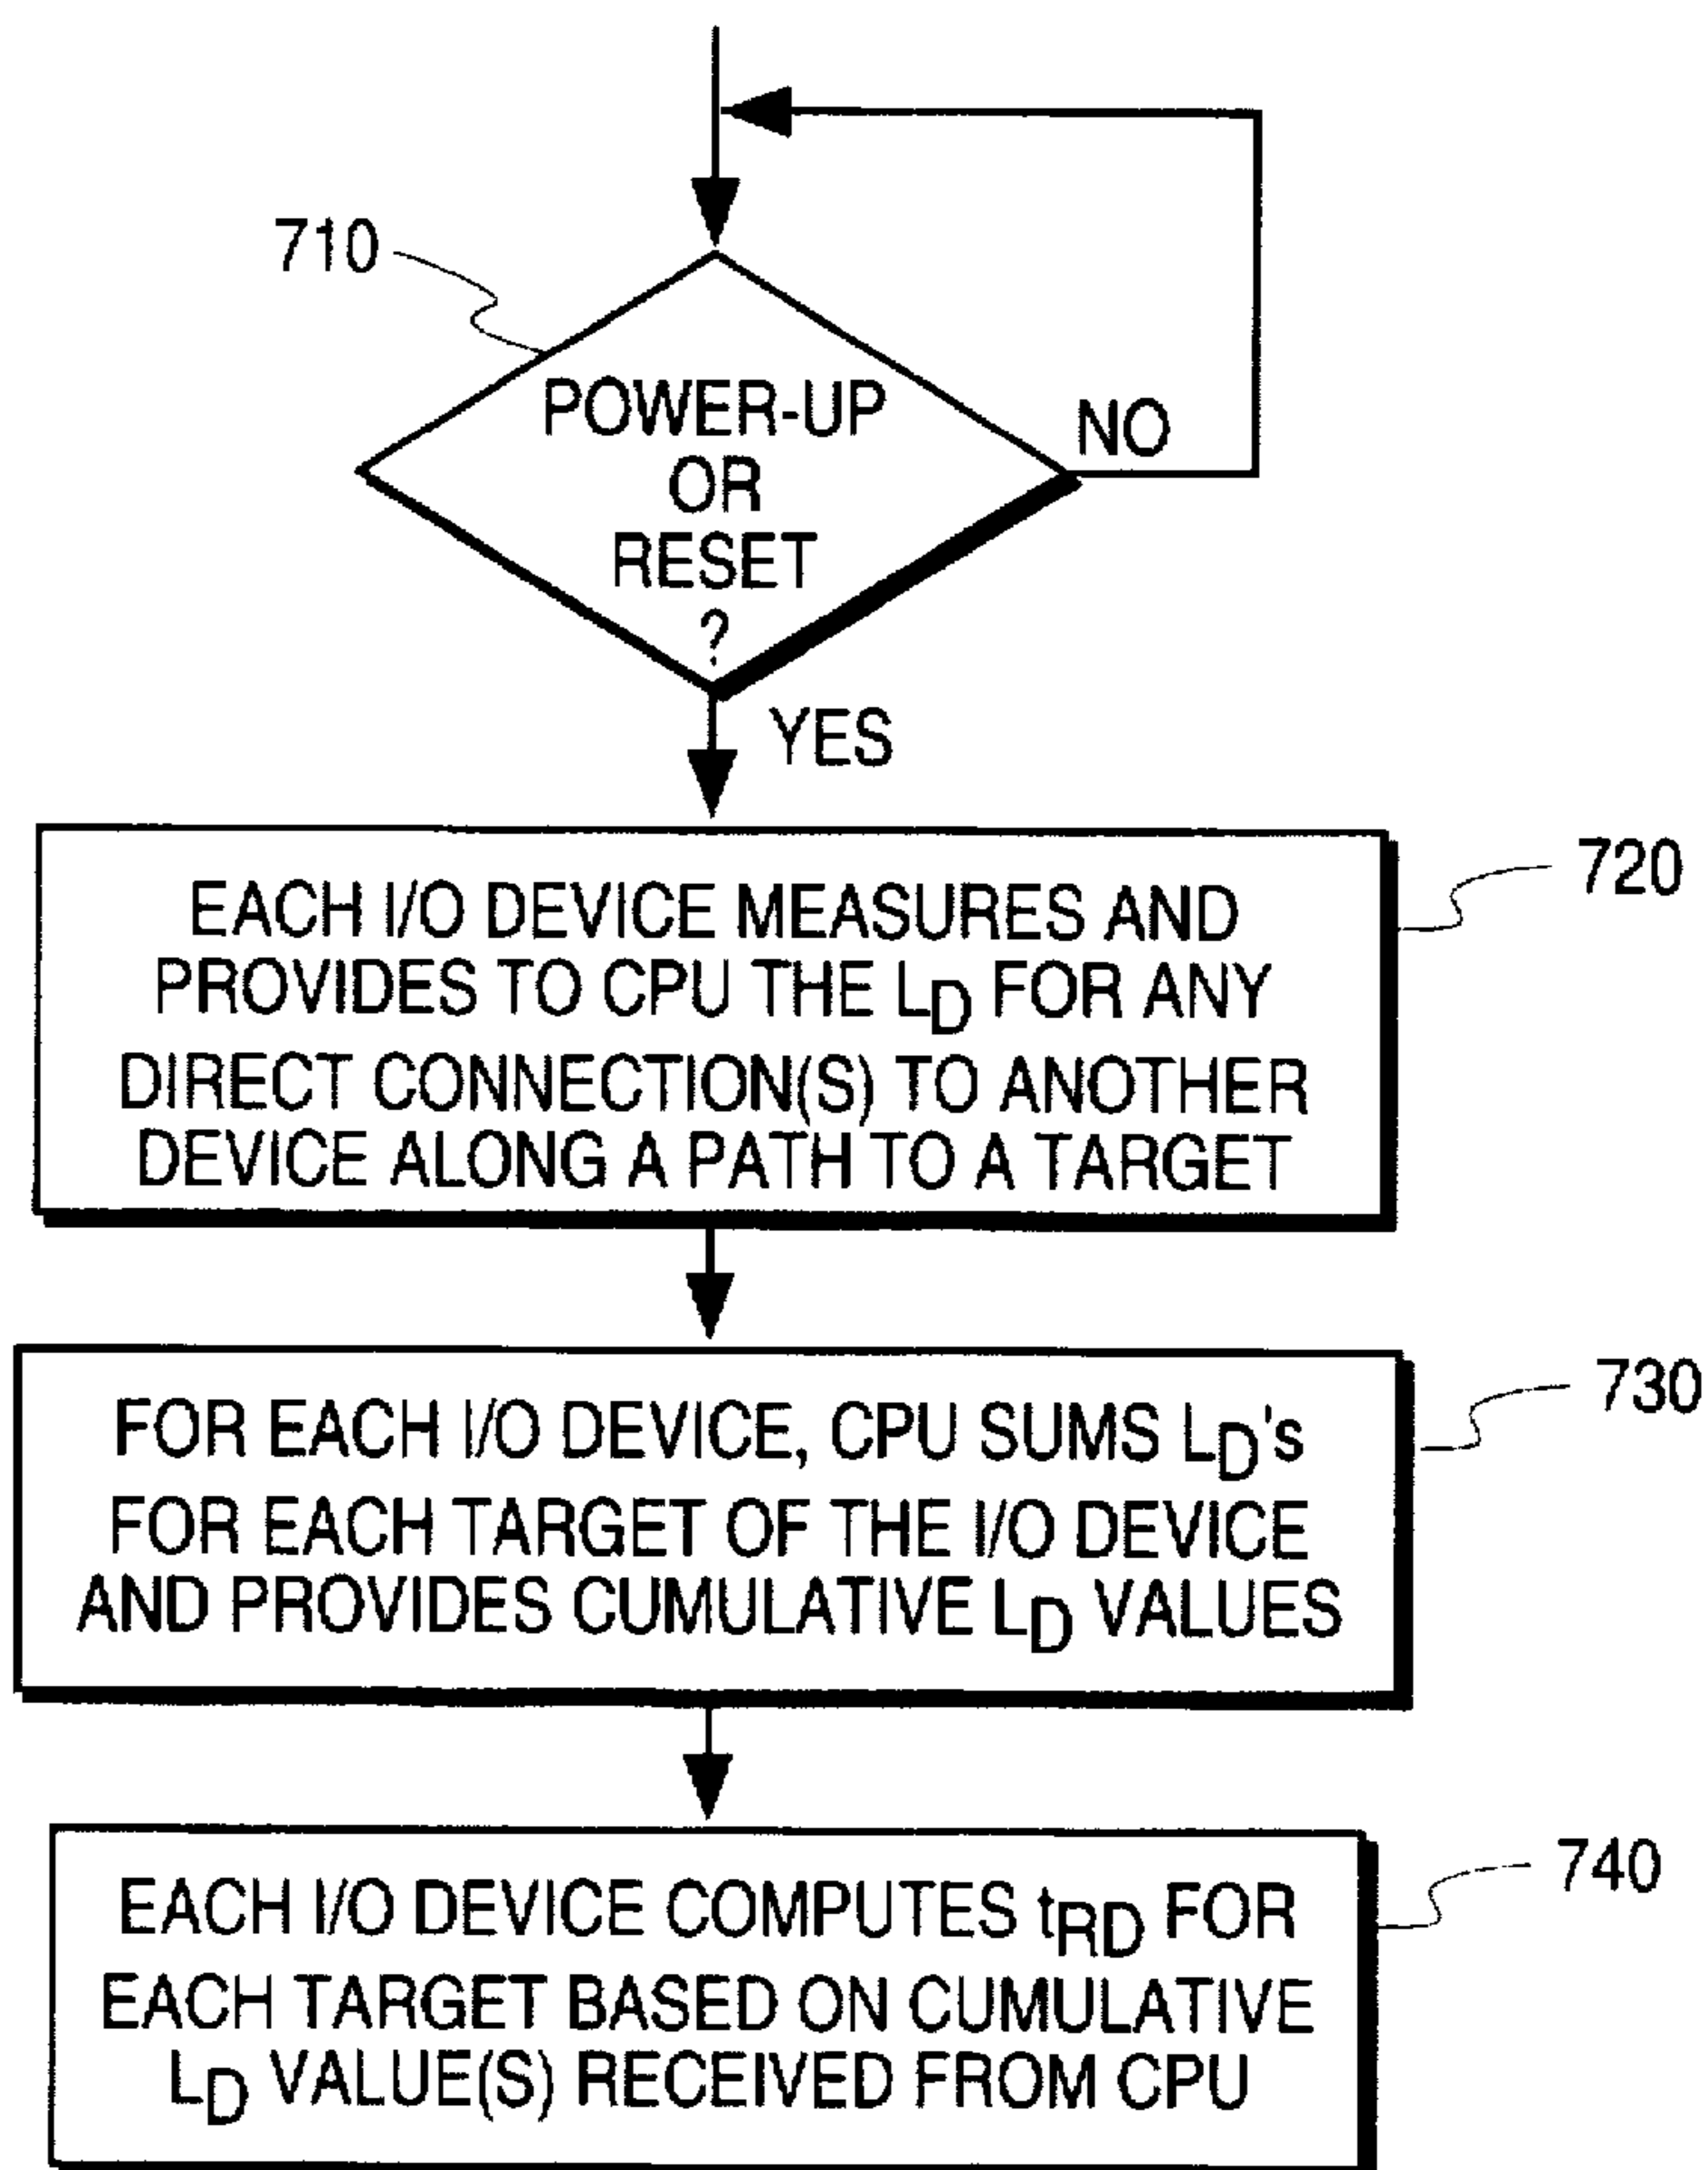 710
POWER-UP
OR
RESET
?
NO
YES
720
EACH I/O DEVICE MEASURES AND
PROVIDES TO CPU THE LD FOR ANY
DIRECT CONNECTION(S) TO ANOTHER
DEVICE ALONG A PATH TO A TARGET
730
FOR EACH I/O DEVICE, CPU SUMS LD's
FOR EACH TARGET OF THE I/O DEVICE
AND PROVIDES CUMULATIVE LD VALUES
740
EACH I/O DEVICE COMPUTES tRD FOR
EACH TARGET BASED ON CUMULATIVE
LD VALUE(S) RECEIVED FROM CPU